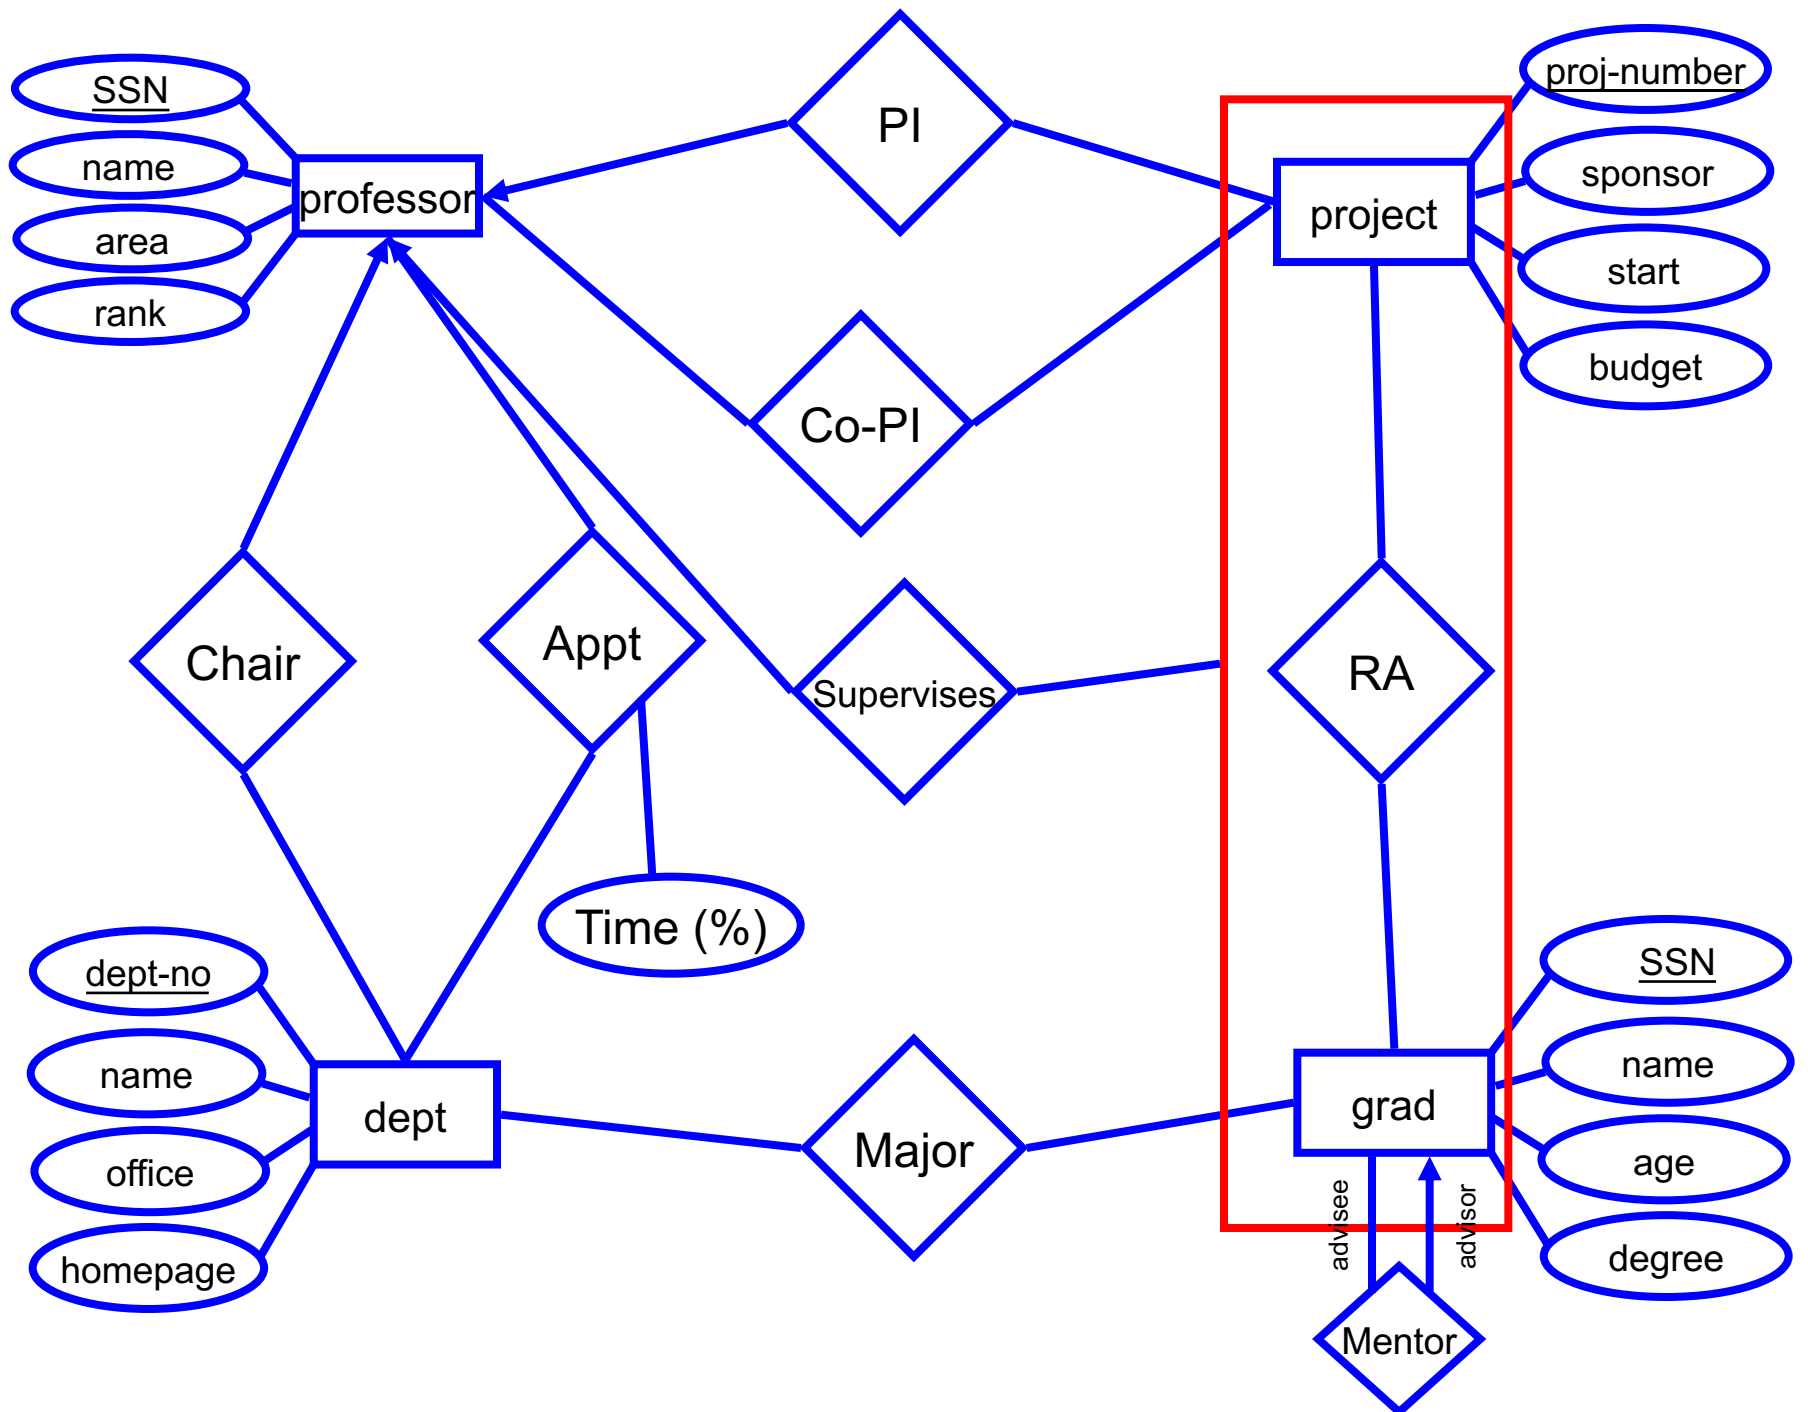 SSN
name
area
rank
professor
PI
Co-PI
project
proj-number
sponsor
start
budget
Chair
Appt
Supervises
RA
Time (%)
dept-no
name
office
homepage
dept
Major
grad
SSN
name
age
degree
advisee
advisor
Mentor